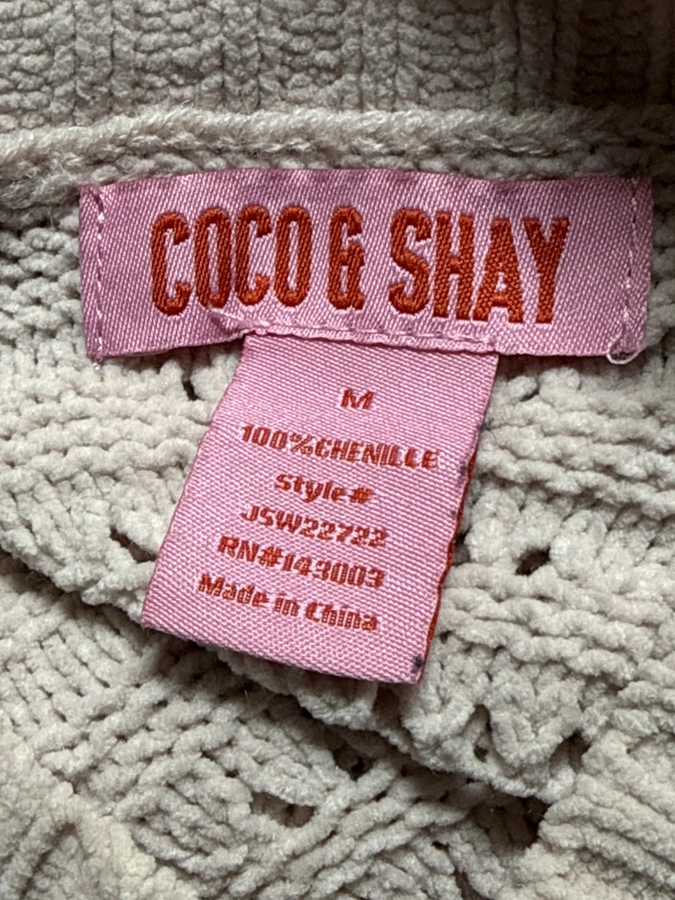 COCO & SHAY
M
100%CHENILLE
style#
JSW22722
RN#143003
Made in China